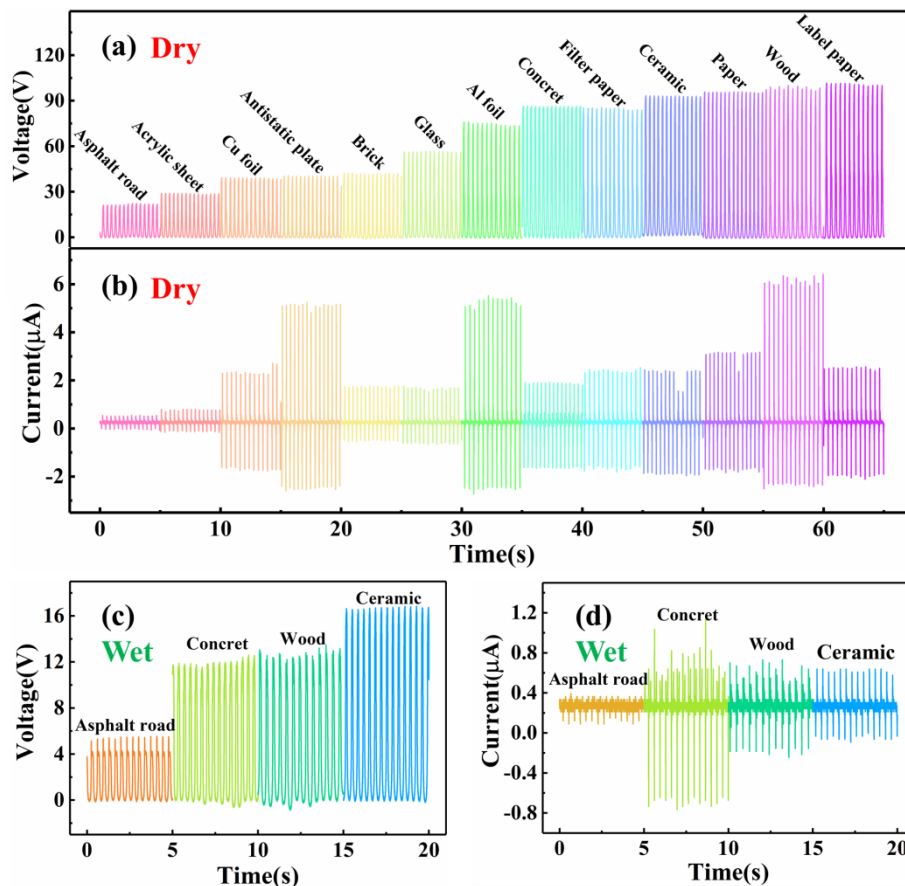 (a) Dry
Voltage(V)
120
90
60
30
0
Asphalt road
Acrylic sheet
Cu foil
Antistatic plate
Brick
Glass
Al foil
Concret
Filter paper
Ceramic
Paper
Wood
Label paper
(b) Dry
Current(μA)
6
4
2
0
-2
0 10 20 30 40 50 60
Time(s)
(c)
Wet
Voltage(V)
16
12
8
4
0
Asphalt road
Concret
Wood
Ceramic
0 5 10 15 20
Time(s)
(d)
Wet
Current(μA)
1.2
0.8
0.4
0.0
-0.4
-0.8
Asphalt road
Concret
Wood
Ceramic
0 5 10 15 20
Time(s)